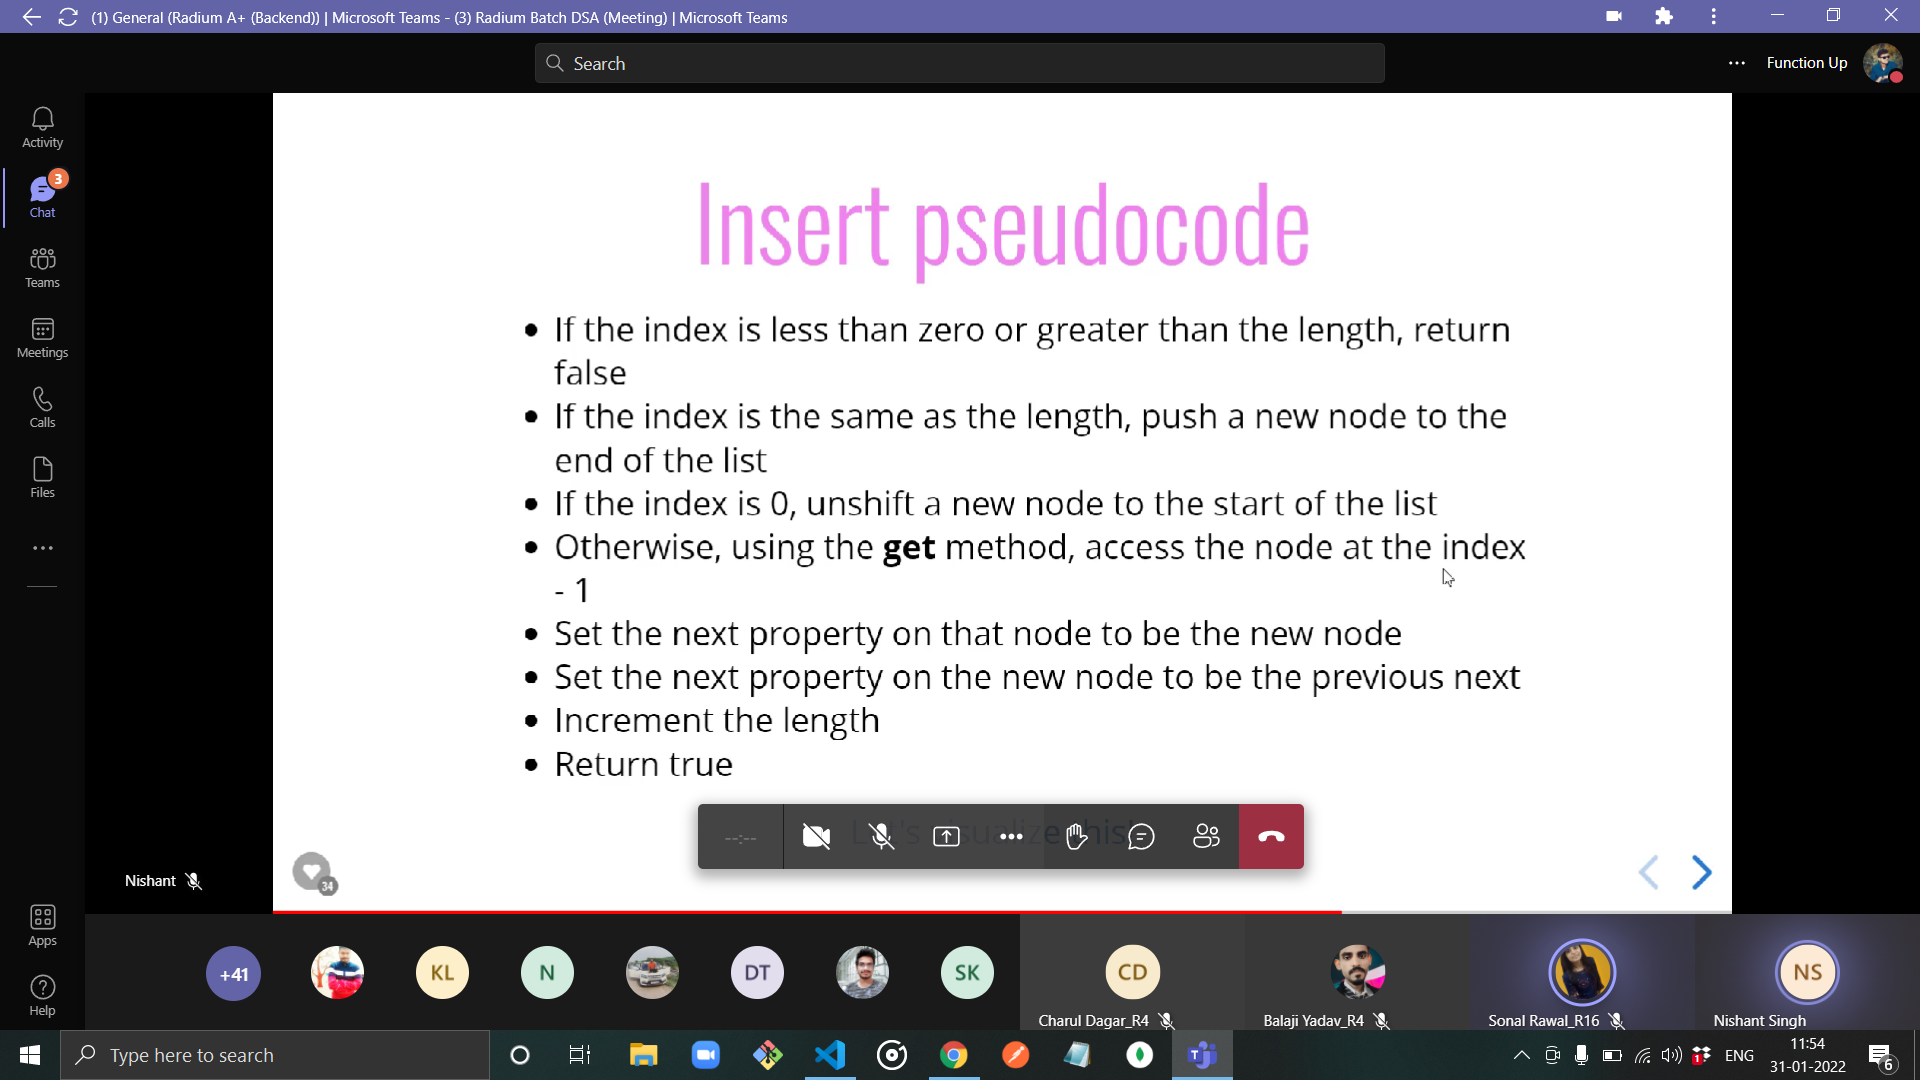 (1) General (Radium A+ (Backend)) | Microsoft Teams - (3) Radium Batch DSA (Meeting) | Microsoft Teams
Search
Function Up
Activity
3
Chat
Teams
Meetings
Calls
Files
Apps
Help
Insert pseudocode
• If the index is less than zero or greater than the length, return
false
• If the index is the same as the length, push a new node to the
end of the list
• If the index is 0, unshift a new node to the start of the list
• Otherwise, using the get method, access the node at the index
- 1
• Set the next property on that node to be the new node
• Set the next property on the new node to be the previous next
• Increment the length
• Return true
--:--
Nishant
34
+41
KL
N
DT
SK
CD
NS
Charul Dagar_R4
Balaji Yadav_R4
Sonal Rawal_R16
Nishant Singh
Type here to search
1
ENG
11:54
31-01-2022
6